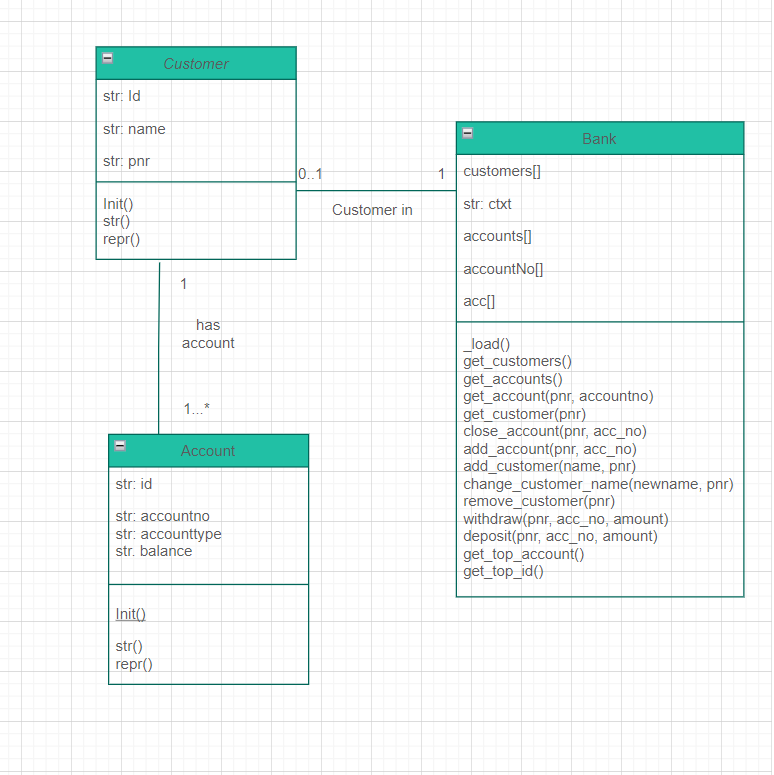 Customer
str: Id
str: name
str: pnr
Init()
str()
repr()
0..1
1
Customer in
Bank
customers[]
str: ctxt
accounts[]
accountNo[]
acc[]
_load()
get_customers()
get_accounts()
get_account(pnr, accountno)
get_customer(pnr)
close_account(pnr, acc_no)
add_account(pnr, acc_no)
add_customer(name, pnr)
change_customer_name(newname, pnr)
remove_customer(pnr)
withdraw(pnr, acc_no, amount)
deposit(pnr, acc_no, amount)
get_top_account()
get_top_id()
1
has
account
1...*
Account
str: id
str: accountno
str: accounttype
str. balance
Init()
str()
repr()